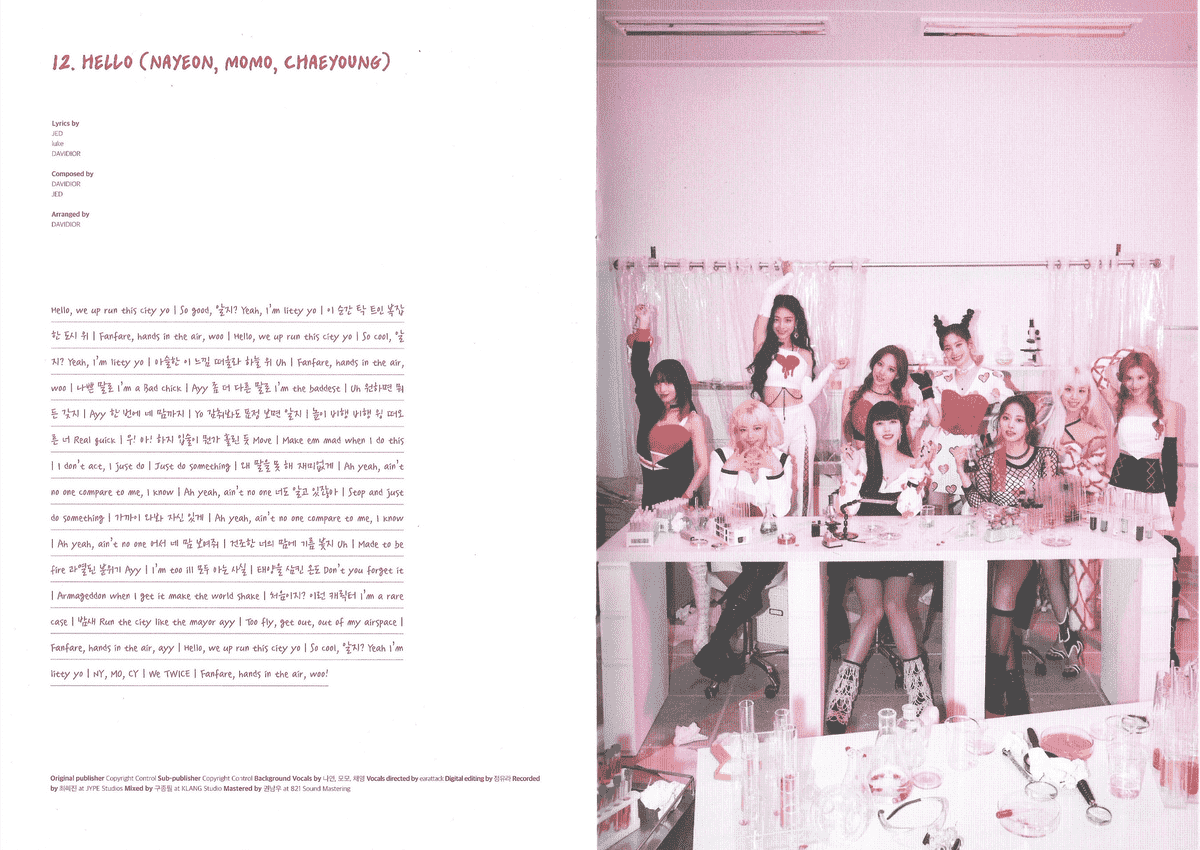 12. HELLO (NAYEON, MOMO, CHAEYOUNG)
Lyrics by
JED
iuke
DAVIDIOR
Composed by
DAVIDIOR
JED
Arranged by
DAVIDIOR
Hello, we up run this city yo | So good, 알지? Yeah, I'm litty yo | 이 순간 탁 트인 복잡
한 도시 위 | Fanfare, hands in the air, woo | Hello, we up run this city yo | So cool, 알
지? Yeah, I'm litty yo | 아슬한 이 느낌 떠올라 하늘 위 Uh | Fanfare, hands in the air,
woo | 나쁜 말로 I'm a Bad chick | Ayy 좀 더 다른 말로 I'm the baddese | Uh 원하면 뭐
든 갖지 | Ayy 한 번에 네 맘까지 | Yo 감춰봐도 표정 보면 알지 | 높이 비행 비행 윙 떠오
른 너 Real quick | 우! 아! 하지 입술이 뭔가 홀린 듯 Move | Make em mad when I do this
| I don't act, I just do | Just do something | 왜 말을 못 해 재미없게 | Ah yeah, ain't
no one compare to me, I know | Ah yeah, ain't no one 너도 알고 있잖아 | Stop and just
do something | 가까이 와봐 자신 있게 | Ah yeah, ain't no one compare to me, I know
| Ah yeah, ain't no one 어서 네 맘 보여줘 | 건조한 너의 맘에 기름 붓지 Uh | Made to be
fire 과열된 분위기 Ayy | I'm too ill 모두 아는 사실 | 태양을 삼킨 온도 Don't you forget it
| Armageddon when I get it make the world shake | 처음이지? 이런 캐릭터 I'm a rare
case | 밤새 Run the city like the mayor ayy | Too fly, get out, out of my airspace |
Fanfare, hands in the air, ayy | Hello, we up run this city yo | So cool, 알지? Yeah I'm
litty yo | NY, MO, CY | We TWICE | Fanfare, hands in the air, woo!
Original publisher Copyright Control Sub-publisher Copyright Control Background Vocals by 나연, 모모, 채영 Vocals directed by earattack Digital editing by 정유라 Recorded
by 최혜진 at JYPE Studios Mixed by 구종필 at KLANG Studio Mastered by 권남우 at 821 Sound Mastering